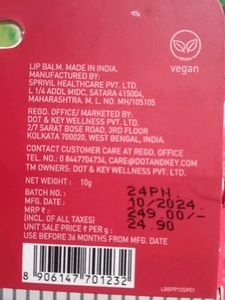 LIP BALM. MADE IN INDIA.
MANUFACTURED BY:
SPRIVIL HEALTHCARE PVT. LTD.
L 1/4 ADDL MIDC, SATARA 415004,
MAHARASHTRA. M. L. NO. MH/105105
vegan
REGD. OFFICE/ MARKETED BY
DOT & KEY WELLNESS PVT. LTD.
2/7 SARAT BOSE ROAD, 3RD FLOOR
KOLKATA 700020, WEST BENGAL, INDIA
CONTACT CUSTOMER CARE AT REGD. OFFICE
TEL. NO. 0 8447704734, CARE@DOTANDKEY.COM
TM OWNERS: DOT & KEY WELLNESS PVT. LTD.
NET WEIGHT: 10g
BATCH NO.: 24PN
MFG. DATE : 10/2024
MRP ₹ : 249.00/-
(INCL. OF ALL TAXES)
UNIT SALE PRICE ₹ PER g : 24.90
USE BEFORE 36 MONTHS FROM MFG. DATE
8 906147 701232